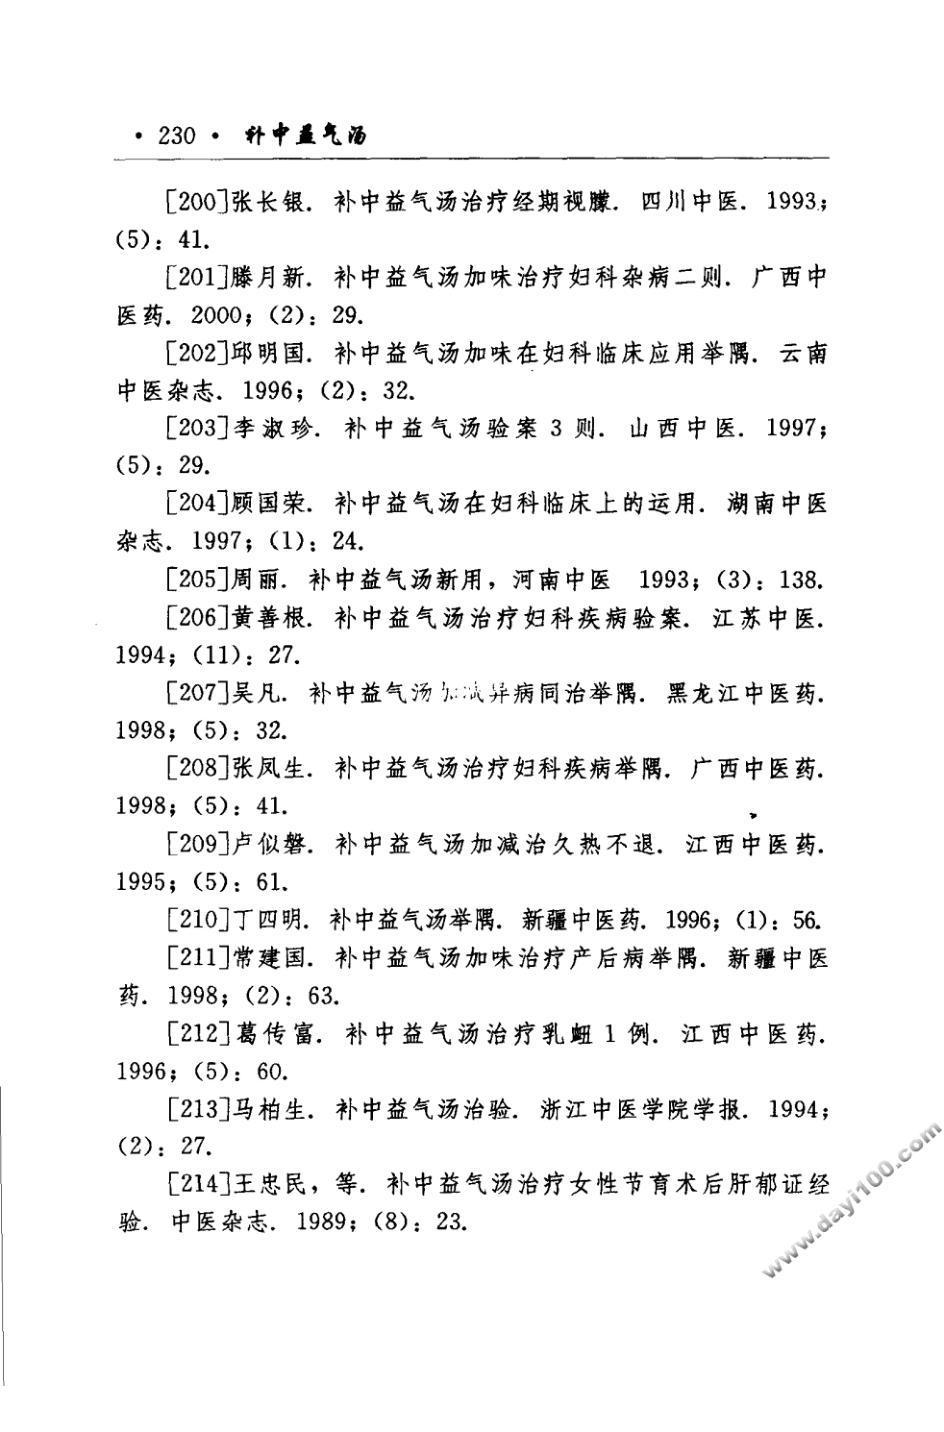 · 230 · 补中益气汤
[200]张长银. 补中益气汤治疗经期视朦. 四川中医. 1993;
(5): 41.
[201]滕月新. 补中益气汤加味治疗妇科杂病二则. 广西中
医药. 2000; (2): 29.
[202]邱明国. 补中益气汤加味在妇科临床应用举隅. 云南
中医杂志. 1996; (2): 32.
[203]李淑珍. 补中益气汤验案 3 则. 山西中医. 1997;
(5): 29.
[204]顾国荣. 补中益气汤在妇科临床上的运用. 湖南中医
杂志. 1997; (1): 24.
[205]周丽. 补中益气汤新用, 河南中医 1993; (3): 138.
[206]黄善根. 补中益气汤治疗妇科疾病验案. 江苏中医.
1994; (11): 27.
[207]吴凡. 补中益气汤加减异病同治举隅. 黑龙江中医药.
1998; (5): 32.
[208]张凤生. 补中益气汤治疗妇科疾病举隅. 广西中医药.
1998; (5): 41.
[209]卢似磐. 补中益气汤加减治久热不退. 江西中医药.
1995; (5): 61.
[210]丁四明. 补中益气汤举隅. 新疆中医药. 1996; (1): 56.
[211]常建国. 补中益气汤加味治疗产后病举隅. 新疆中医
药. 1998; (2): 63.
[212]葛传富. 补中益气汤治疗乳衄 1 例. 江西中医药.
1996; (5): 60.
[213]马柏生. 补中益气汤治验. 浙江中医学院学报. 1994;
(2): 27.
[214]王忠民, 等. 补中益气汤治疗女性节育术后肝郁证经
验. 中医杂志. 1989; (8): 23.
www.dayi100.com